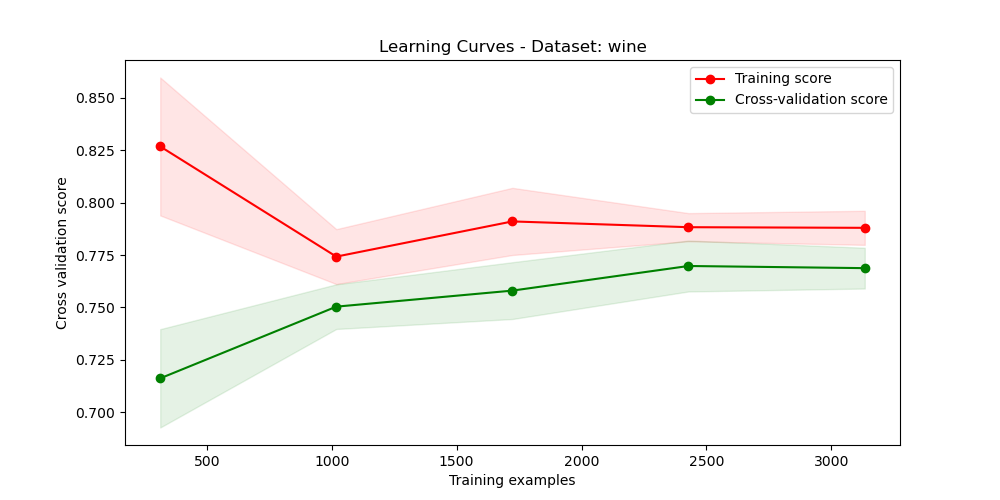 Learning Curves - Dataset: wine
Training score
Cross-validation score
Cross validation score
0.850
0.825
0.800
0.775
0.750
0.725
0.700
500
1000
1500
2000
2500
3000
Training examples